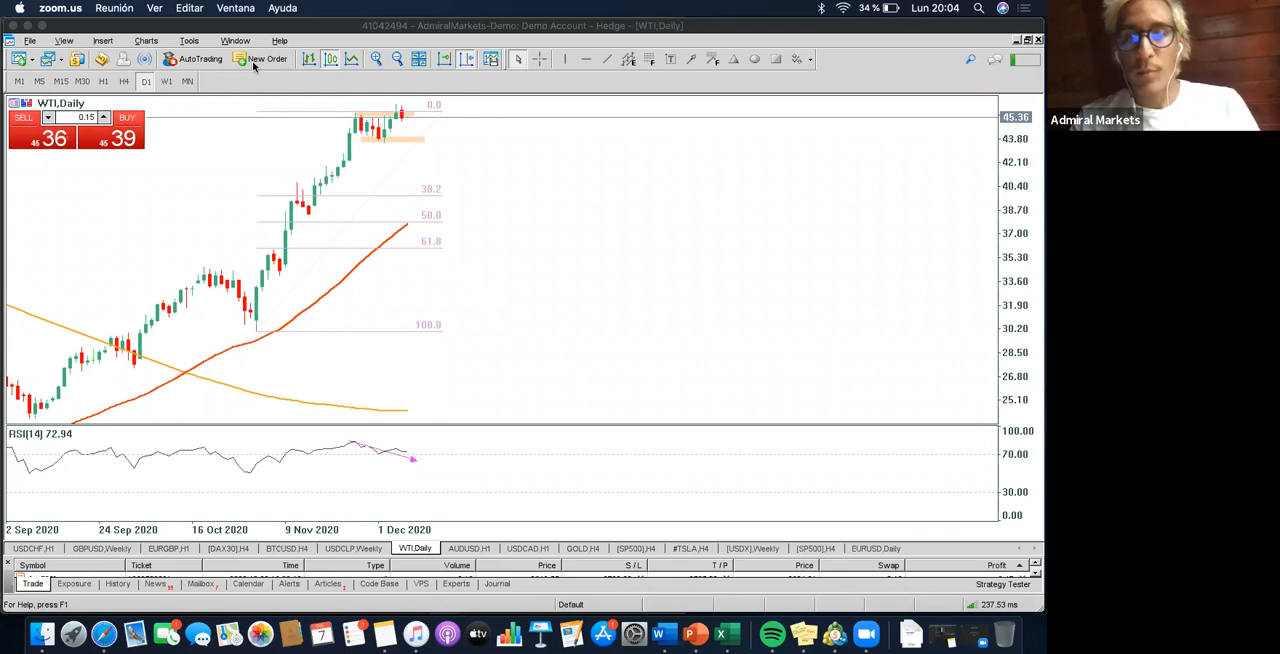 zoom.us Reunión Ver Editar Ventana Ayuda 34 % Lun 20:04
41042494 - AdmiralMarkets-Demo: Demo Account - Hedge - [WTI,Daily]
File View Insert Charts Tools Window Help
AutoTrading New Order
M1 M5 M15 M30 H1 H4 D1 W1 MN
WTI,Daily
SELL 0.15 BUY
45 36 45 39
0.0
38.2
50.0
61.8
100.0
45.36
43.80
42.10
40.40
38.70
37.00
35.30
33.60
31.90
30.20
28.50
26.80
25.10
RSI(14) 72.94
100.00
70.00
30.00
0.00
2 Sep 2020 24 Sep 2020 16 Oct 2020 9 Nov 2020 1 Dec 2020
USDCHF,H1 GBPUSD,Weekly EURGBP,H1 [DAX30],H4 BTCUSD,H4 USDCLP,Weekly WTI,Daily AUDUSD,H1 USDCAD,H1 GOLD,H4 [SP500],H4 #TSLA,H4 [USDX],Weekly [SP500],H4 EURUSD,Daily
Symbol Ticket Time Type Volume Price S / L T / P Price Swap Profit
Trade Exposure History News Mailbox Calendar Alerts Articles Code Base VPS Experts Journal Strategy Tester
For Help, press F1 Default 237.53 ms
Admiral Markets